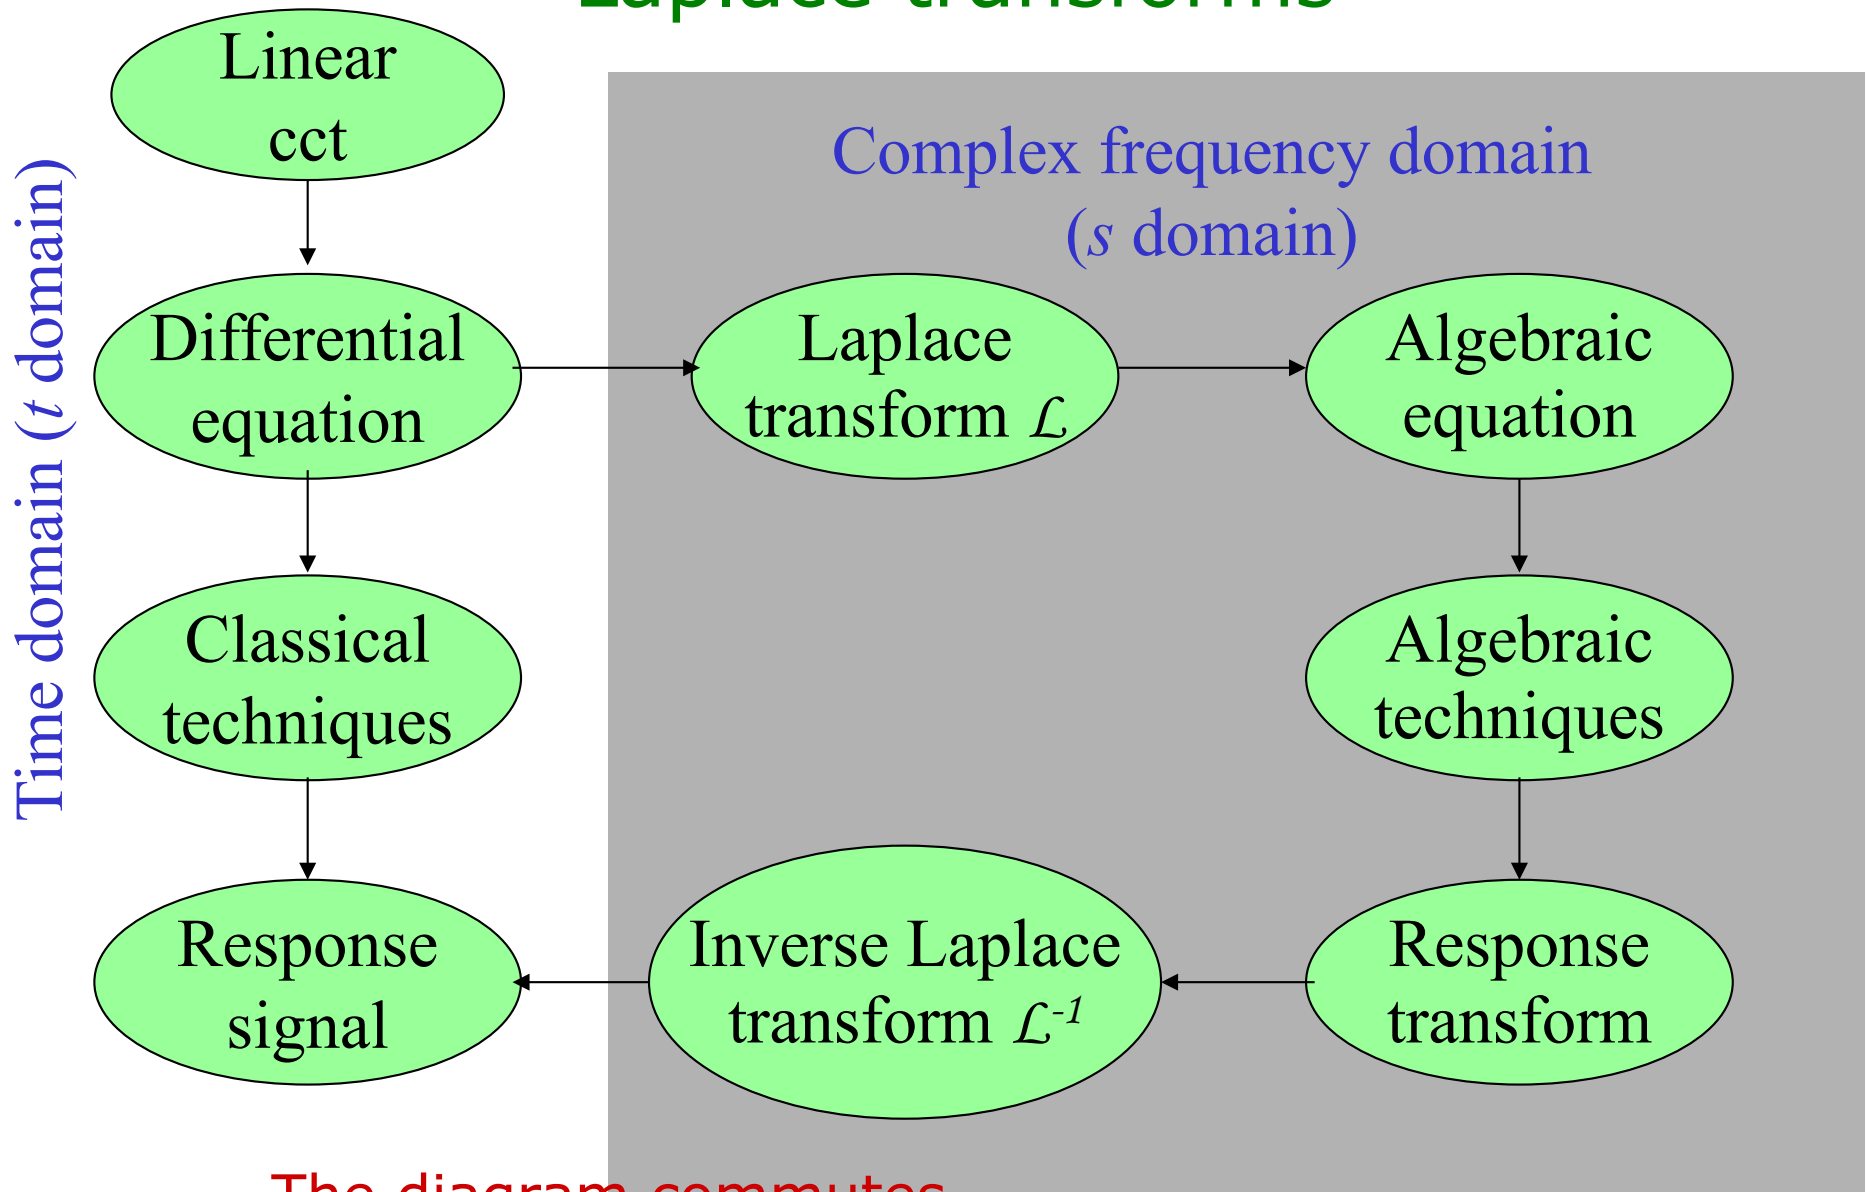 Laplace transforms
Linear
cct
Complex frequency domain
(s domain)
Time domain (t domain)
Differential
equation
Laplace
transform ℒ
Algebraic
equation
Classical
techniques
Algebraic
techniques
Response
signal
Inverse Laplace
transform ℒ-1
Response
transform
The diagram commutes